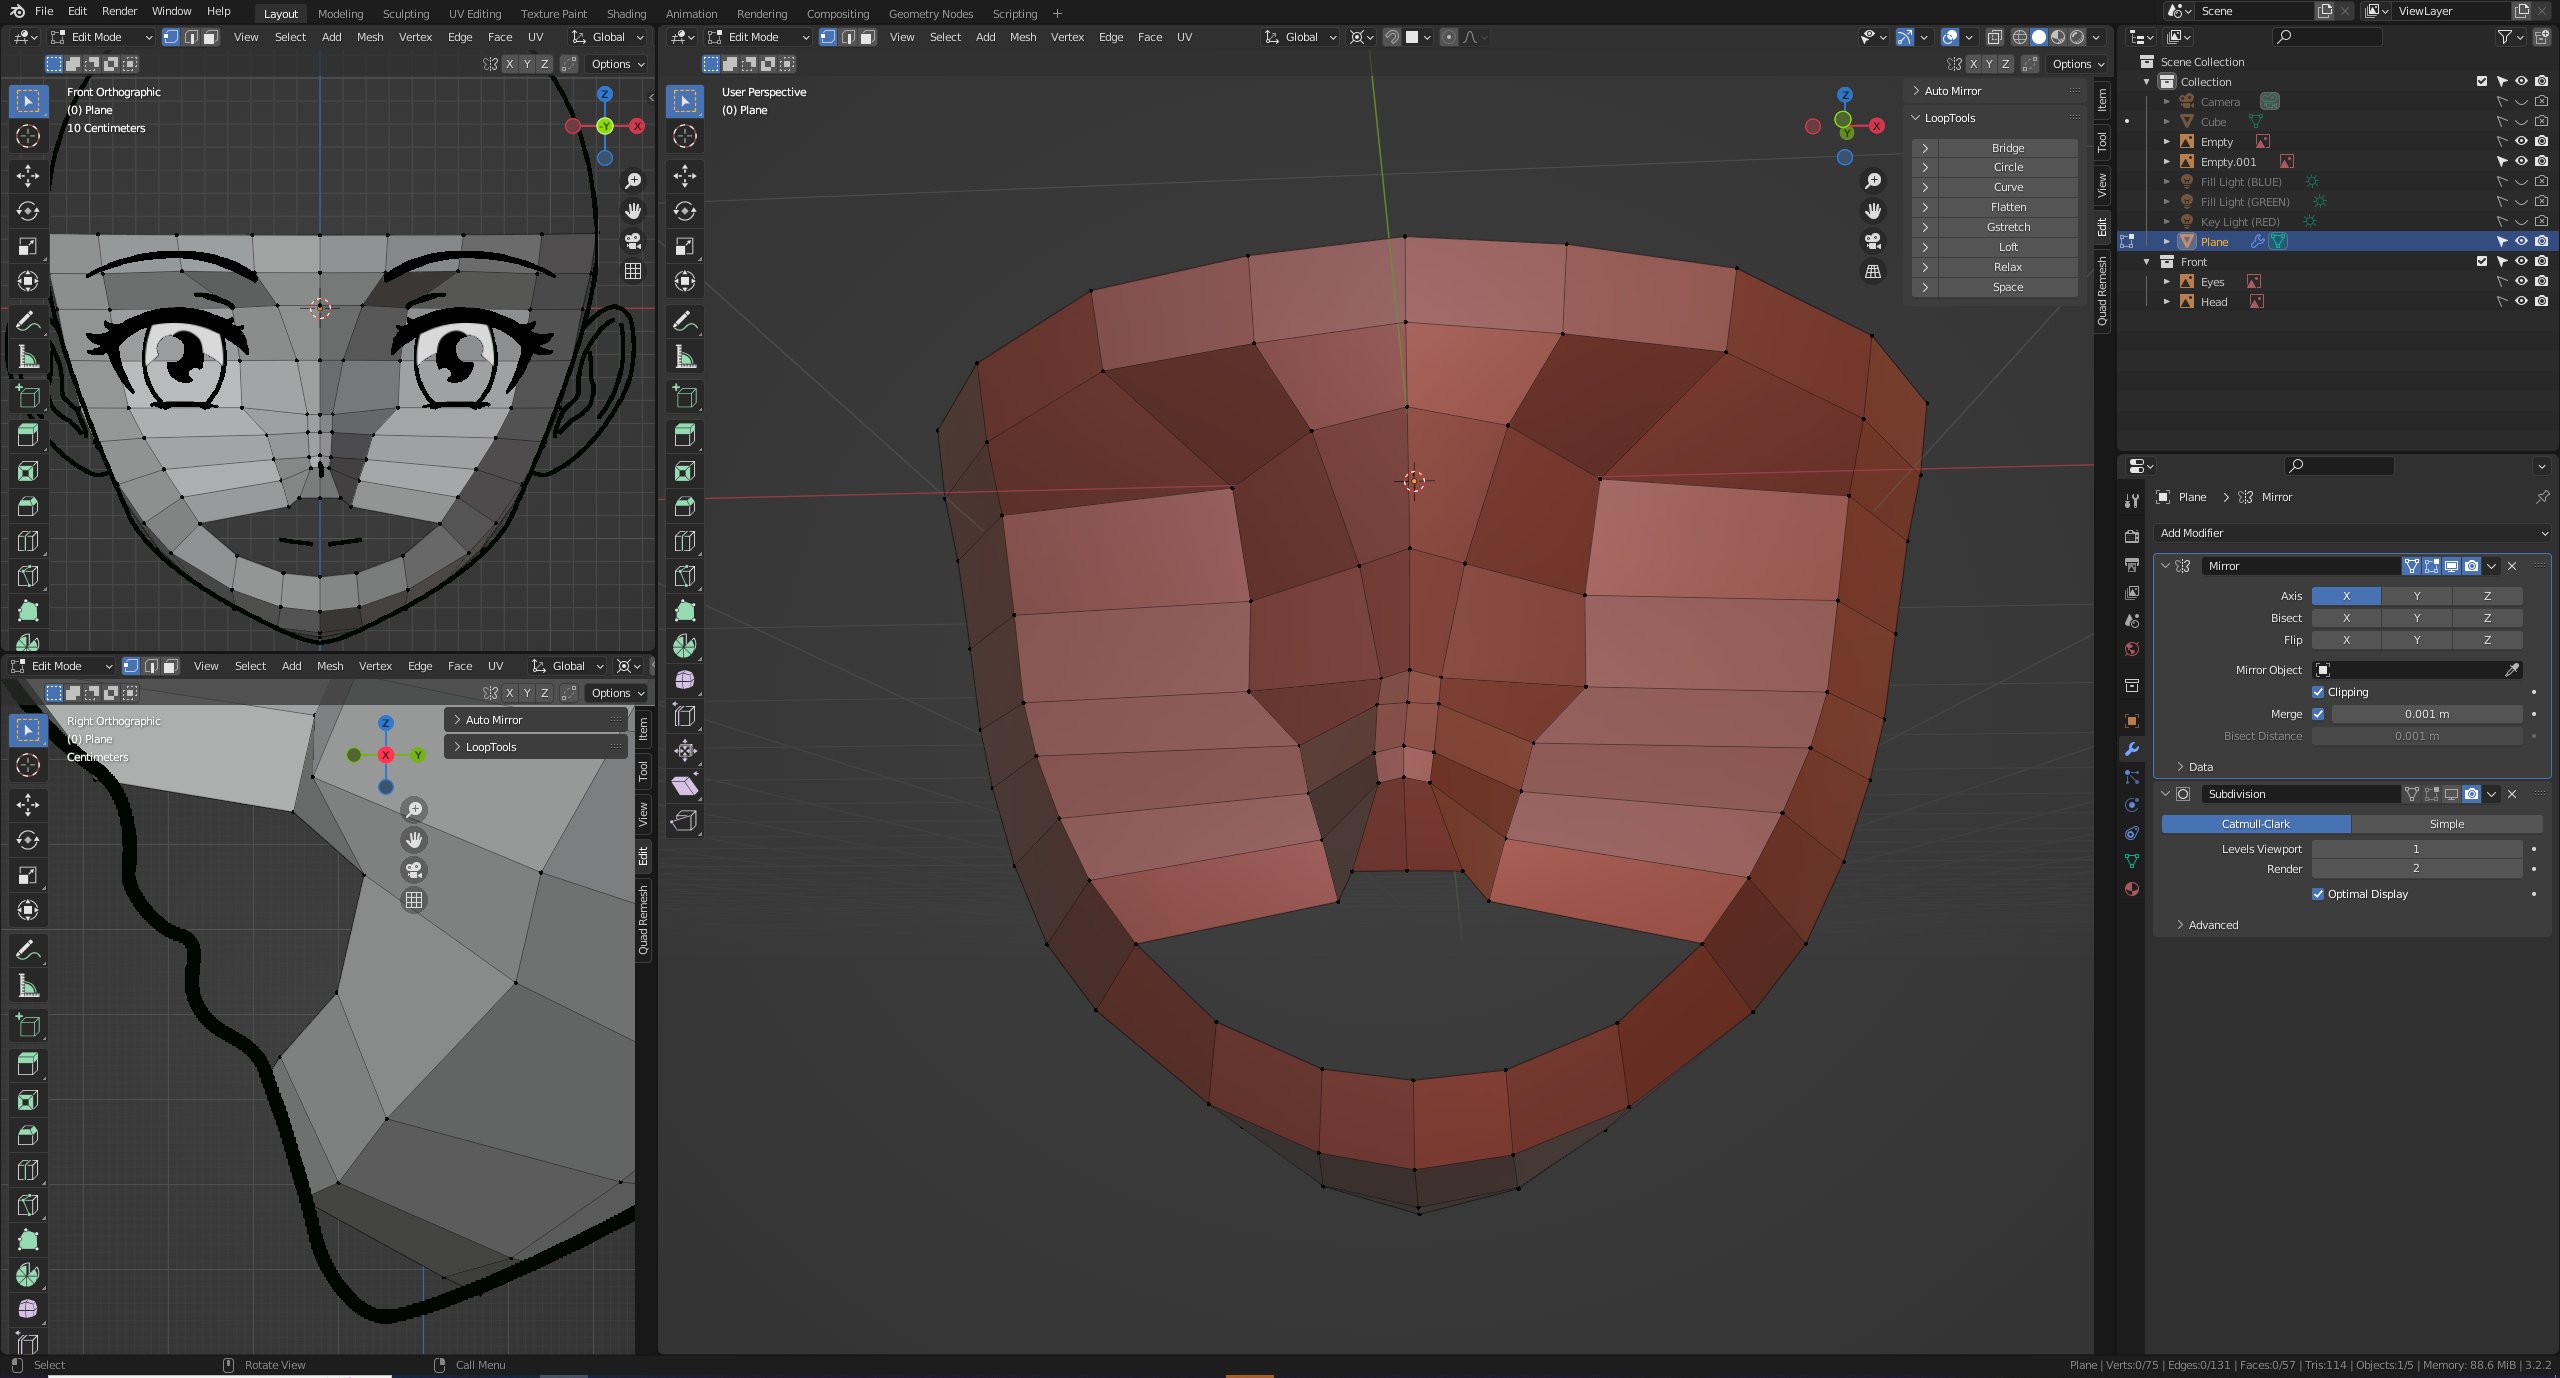 File Edit Render Window Help Layout Modeling Sculpting UV Editing Texture Paint Shading Animation Rendering Compositing Geometry Nodes Scripting + Scene ViewLayer
Edit Mode View Select Add Mesh Vertex Edge Face UV Global
X Y Z Options
Front Orthographic
(0) Plane
10 Centimeters
Z
-Y X
Edit Mode View Select Add Mesh Vertex Edge Face UV Global
X Y Z Options
Right Orthographic
(0) Plane
Centimeters
Z
X Y
Auto Mirror
LoopTools
Item
Tool
View
Edit
Quad Remesh
Edit Mode View Select Add Mesh Vertex Edge Face UV Global
X Y Z Options
User Perspective
(0) Plane
Z
X
Y
Auto Mirror
LoopTools
Bridge
Circle
Curve
Flatten
Gstretch
Loft
Relax
Space
Item
Tool
View
Edit
Quad Remesh
Scene Collection
Collection
Camera
Cube
Empty
Empty.001
Fill Light (BLUE)
Fill Light (GREEN)
Key Light (RED)
Plane
Front
Eyes
Head
Plane > Mirror
Add Modifier
Mirror
Axis X Y Z
Bisect X Y Z
Flip X Y Z
Mirror Object
Clipping
Merge 0.001 m
Bisect Distance 0.001 m
Data
Subdivision
Catmull-Clark Simple
Levels Viewport 1
Render 2
Optimal Display
Advanced
Select Rotate View Call Menu Plane | Verts:0/75 | Edges:0/131 | Faces:0/57 | Tris:114 | Objects:1/5 | Memory: 88.6 MiB | 3.2.2